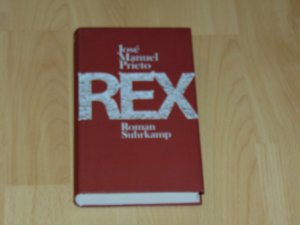 José
Manuel
Prieto
REX
Roman
Suhrkamp